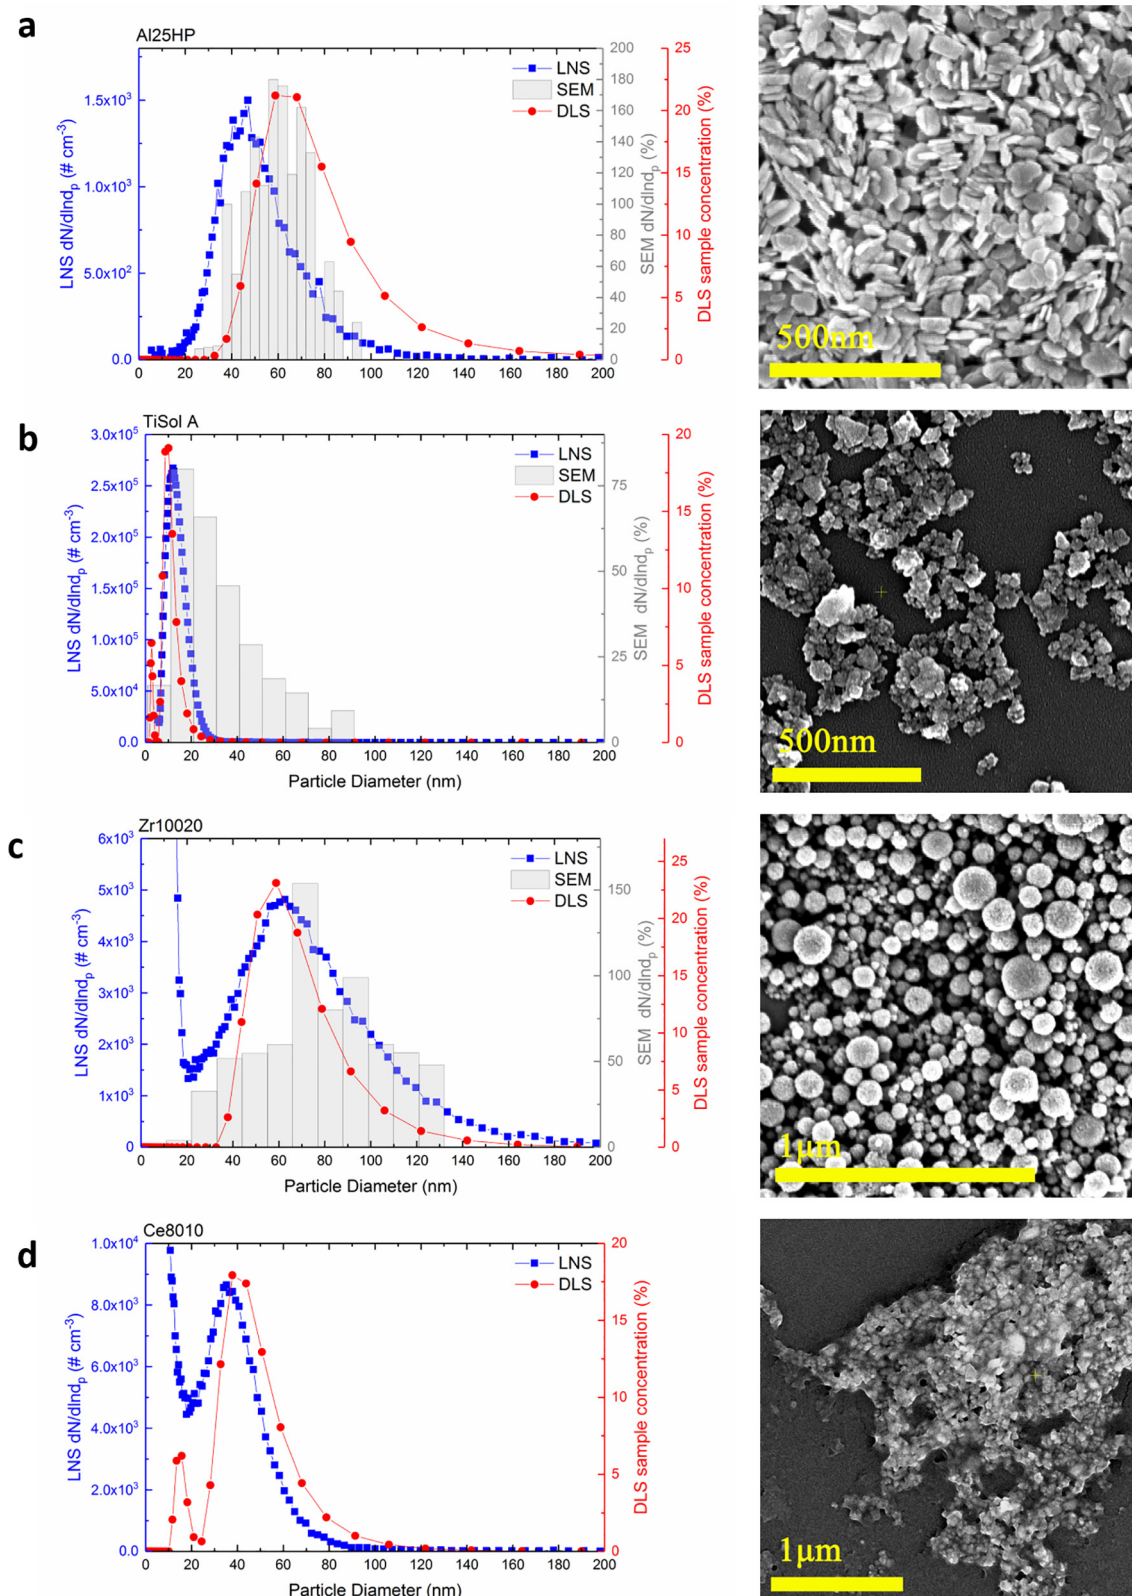 a
Al25HP
LNS
SEM
DLS
LNS dN/dlnd_p (# cm⁻³)
1.5x10³
1.0x10³
5.0x10²
0.0
0 20 40 60 80 100 120 140 160 180 200
200
180
160
140
120
100
80
60
40
20
0
SEM dN/dlnd_p (%)
25
20
15
10
5
0
DLS sample concentration (%)
500nm
b
TiSol A
LNS
SEM
DLS
LNS dN/dlnd_p (# cm⁻³)
3.0x10⁵
2.5x10⁵
2.0x10⁵
1.5x10⁵
1.0x10⁵
5.0x10⁴
0.0
0 20 40 60 80 100 120 140 160 180 200
Particle Diameter (nm)
75
50
25
0
SEM dN/dlnd_p (%)
20
15
10
5
0
DLS sample concentration (%)
500nm
c
Zr10020
LNS
SEM
DLS
LNS dN/dlnd_p (# cm⁻³)
6x10³
5x10³
4x10³
3x10³
2x10³
1x10³
0
0 20 40 60 80 100 120 140 160 180 200
Particle Diameter (nm)
150
100
50
0
SEM dN/dlnd_p (%)
25
20
15
10
5
0
DLS sample concentration (%)
1µm
d
Ce8010
LNS
DLS
LNS dN/dlnd_p (# cm⁻³)
1.0x10⁴
8.0x10³
6.0x10³
4.0x10³
2.0x10³
0.0
0 20 40 60 80 100 120 140 160 180 200
Particle Diameter (nm)
20
15
10
5
0
DLS sample concentration (%)
1µm